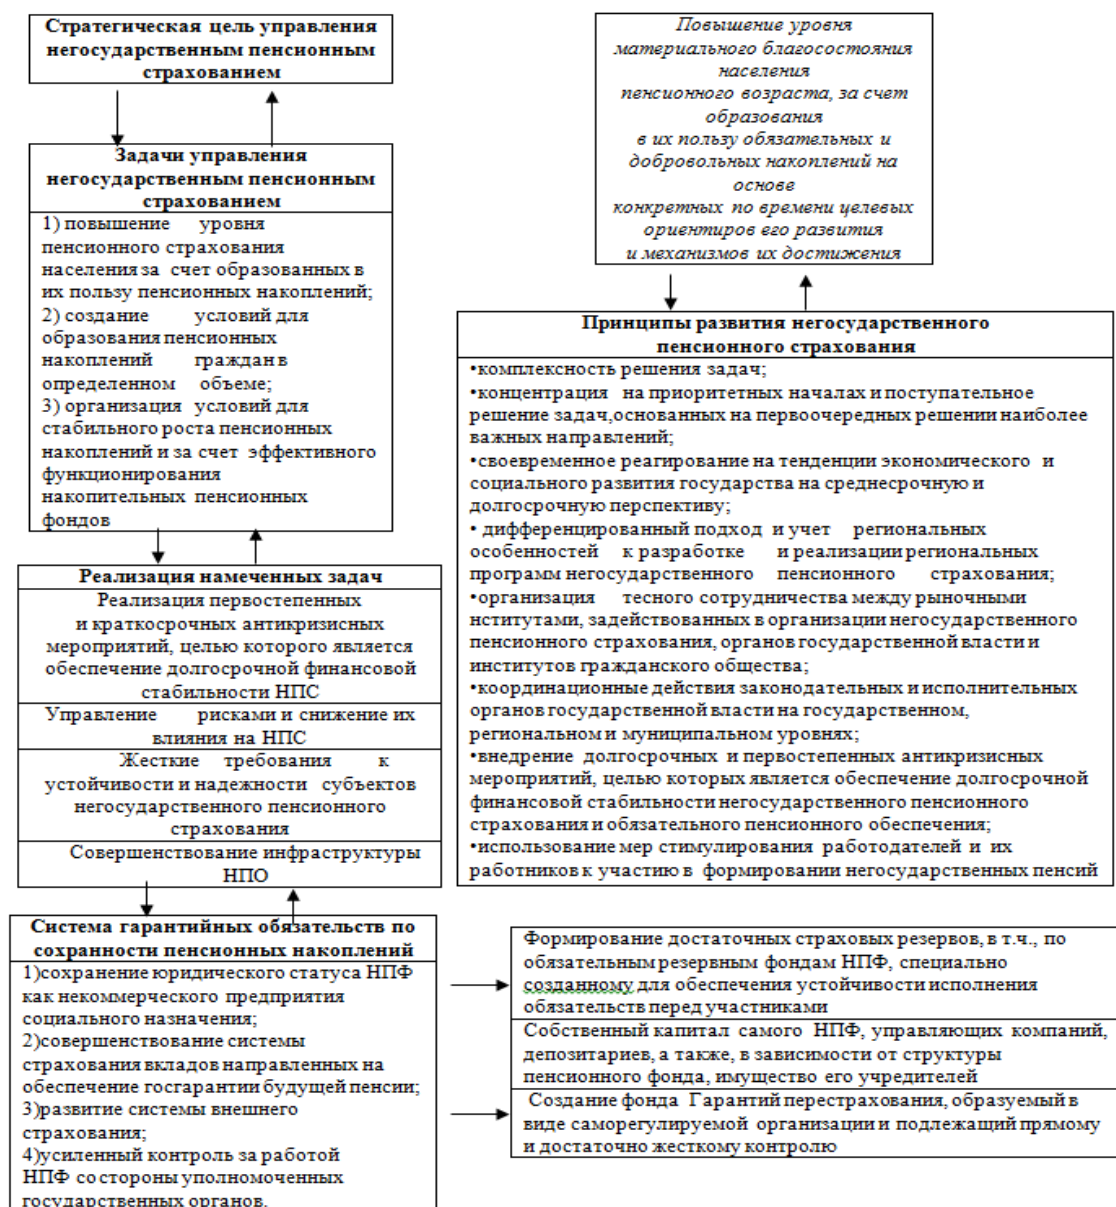 Стратегическая цель управления
негосударственным пенсионным
страхованием
Повышение уровня
материального благосостояния
населения
пенсионного возраста, за счет
образования
в их пользу обязательных и
добровольных накоплений на
основе
конкретных по времени целевых
ориентиров его развития
и механизмов их достижения
Задачи управления
негосударственным пенсионным
страхованием
1) повышение уровня
пенсионного страхования
населения за счет образованных в
их пользу пенсионных накоплений;
2) создание условий для
образования пенсионных
накоплений граждан в
определенном объеме;
3) организация условий для
стабильного роста пенсионных
накоплений и за счет эффективного
функционирования
накопительных пенсионных
фондов
Принципы развития негосударственного
пенсионного страхования
•комплексность решения задач;
•концентрация на приоритетных началах и поступательное
решение задач,основанных на первоочередных решении наиболее
важных направлений;
•своевременное реагирование на тенденции экономического и
социального развития государства на среднесрочную и
долгосрочную перспективу;
• дифференцированный подход и учет региональных
особенностей к разработке и реализации региональных
программ негосударственного пенсионного страхования;
•организация тесного сотрудничества между рыночными
нститутами, задействованных в организации негосударственного
пенсионного страхования, органов государственной власти и
институтов гражданского общества;
•координационные действия законодательных и исполнительных
органов государственной власти на государственном,
региональном и муниципальном уровнях;
•внедрение долгосрочных и первостепенных антикризисных
мероприятий, целью которых является обеспечение долгосрочной
финансовой стабильности негосударственного пенсионного
страхования и обязательного пенсионного обеспечения;
•использование мер стимулирования работодателей и их
работников к участию в формировании негосударственных пенсий
Реализация намеченных задач
Реализация первостепенных
и краткосрочных антикризисных
мероприятий, целью которого является
обеспечение долгосрочной финансовой
стабильности НПС
Управление рисками и снижение их
влияния на НПС
Жесткие требования к
устойчивости и надежности субъектов
негосударственного пенсионного
страхования
Совершенствование инфраструктуры
НПО
Система гарантийных обязательств по
сохранности пенсионных накоплений
1)сохранение юридического статуса НПФ
как некоммерческого предприятия
социального назначения;
2)совершенствование системы
страхования вкладов направленных на
обеспечение госгарантии будущей пенсии;
3)развитие системы внешнего
страхования;
4)усиленный контроль за работой
НПФ со стороны уполномоченных
государственных органов.
Формирование достаточных страховых резервов, в т.ч., по
обязательным резервным фондам НПФ, специально
созданному для обеспечения устойчивости исполнения
обязательств перед участниками
Собственный капитал самого НПФ, управляющих компаний,
депозитариев, а также, в зависимости от структуры
пенсионного фонда, имущество его учредителей
Создание фонда Гарантий перестрахования, образуемый в
виде саморегулируемой организации и подлежащий прямому
и достаточно жесткому контролю